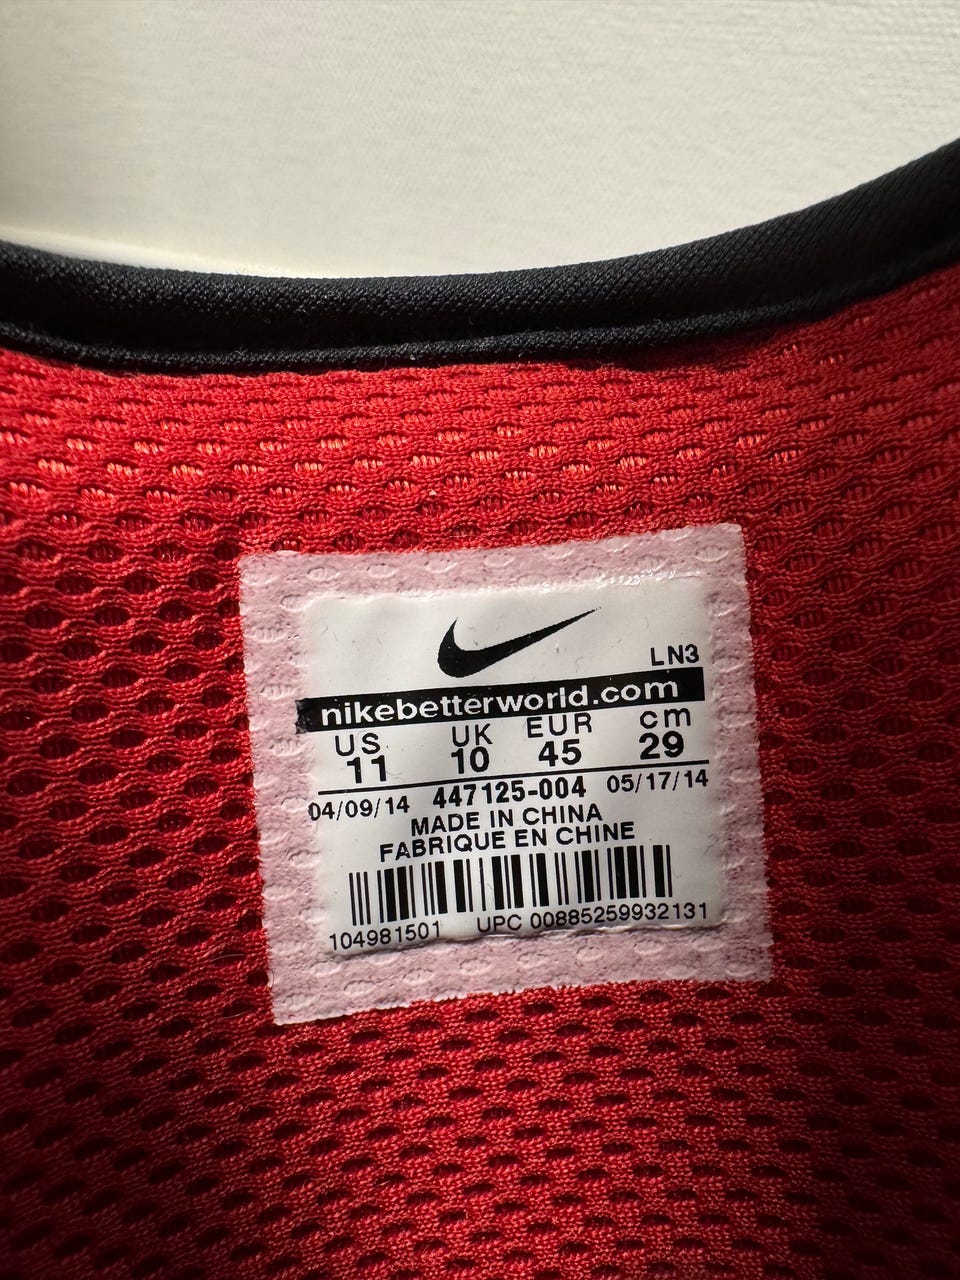 LN3
nikebetterworld.com
US UK EUR cm
11 10 45 29
04/09/14 447125-004 05/17/14
MADE IN CHINA
FABRIQUE EN CHINE
104981501 UPC 00885259932131